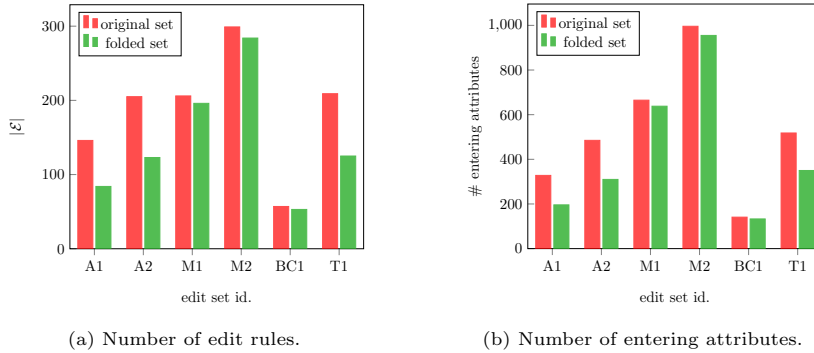 original set
folded set
300
200
100
0
|ℰ|
A1 A2 M1 M2 BC1 T1
edit set id.
(a) Number of edit rules.
original set
folded set
1,000
800
600
400
200
0
# entering attributes
A1 A2 M1 M2 BC1 T1
edit set id.
(b) Number of entering attributes.